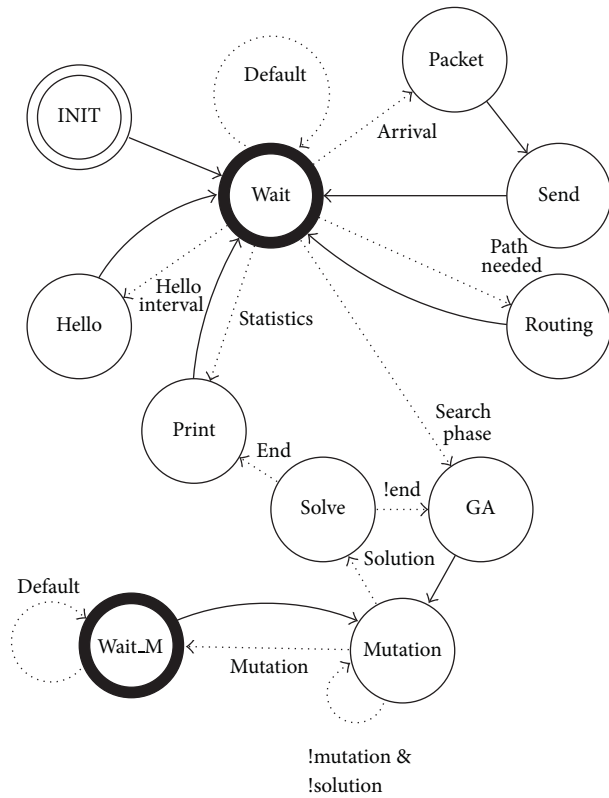 Packet
Default
INIT
Arrival
Wait
Send
Path
needed
Hello
interval
Statistics
Hello
Routing
Search
phase
Print
End
Solve
!end
GA
Solution
Default
Wait_M
Mutation
Mutation
!mutation &
!solution